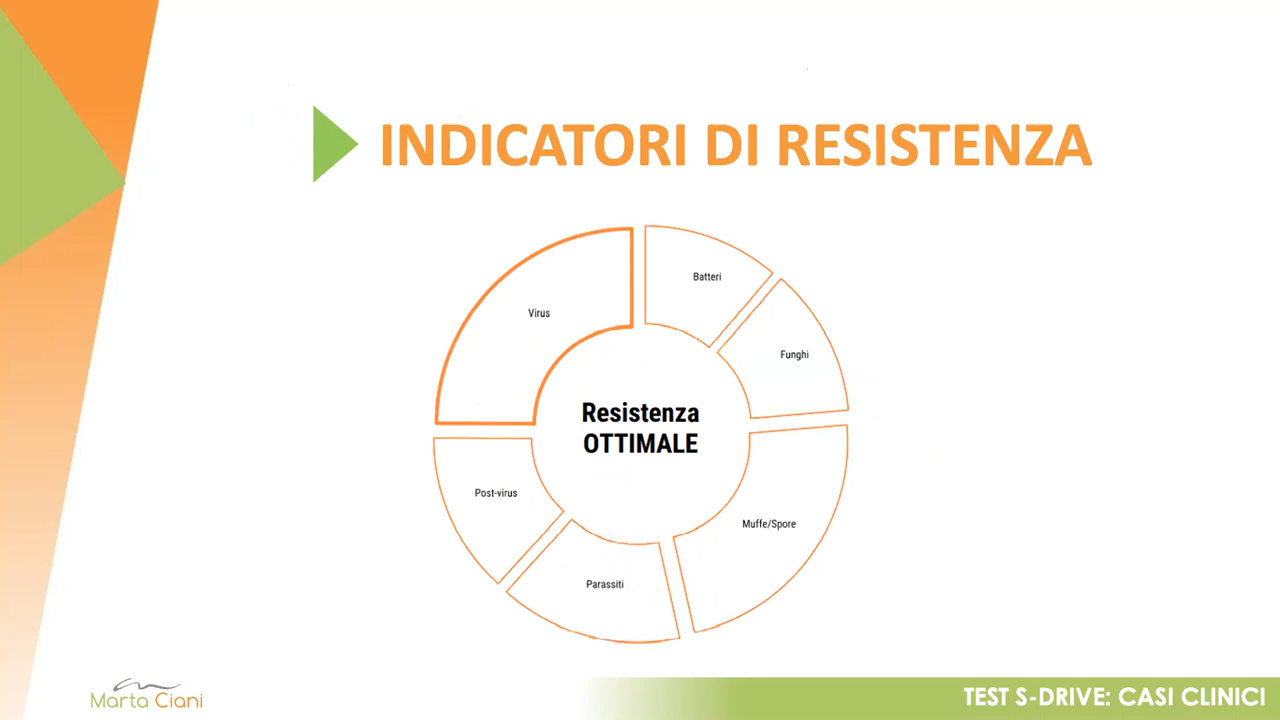 INDICATORI DI RESISTENZA
Batteri
Virus
Funghi
Resistenza
OTTIMALE
Post-virus
Muffe/Spore
Parassiti
Marta Ciani
TEST S-DRIVE: CASI CLINICI